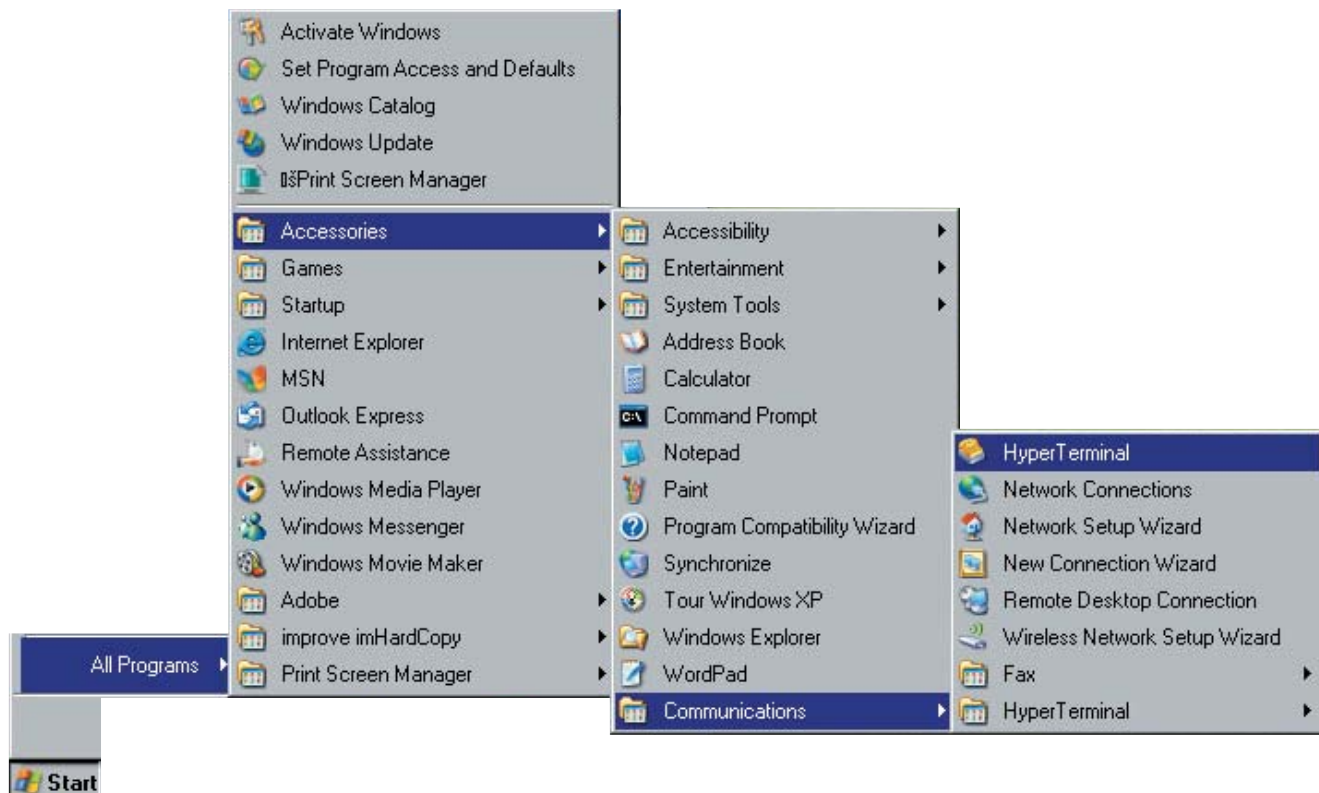 Activate Windows
Set Program Access and Defaults
Windows Catalog
Windows Update
▯šPrint Screen Manager
Accessories
Games
Startup
Internet Explorer
MSN
Outlook Express
Remote Assistance
Windows Media Player
Windows Messenger
Windows Movie Maker
Adobe
improve imHardCopy
Print Screen Manager
Accessibility
Entertainment
System Tools
Address Book
Calculator
C:\
Command Prompt
Notepad
Paint
Program Compatibility Wizard
Synchronize
Tour Windows XP
Windows Explorer
WordPad
Communications
HyperTerminal
Network Connections
Network Setup Wizard
New Connection Wizard
Remote Desktop Connection
Wireless Network Setup Wizard
Fax
HyperTerminal
All Programs
Start